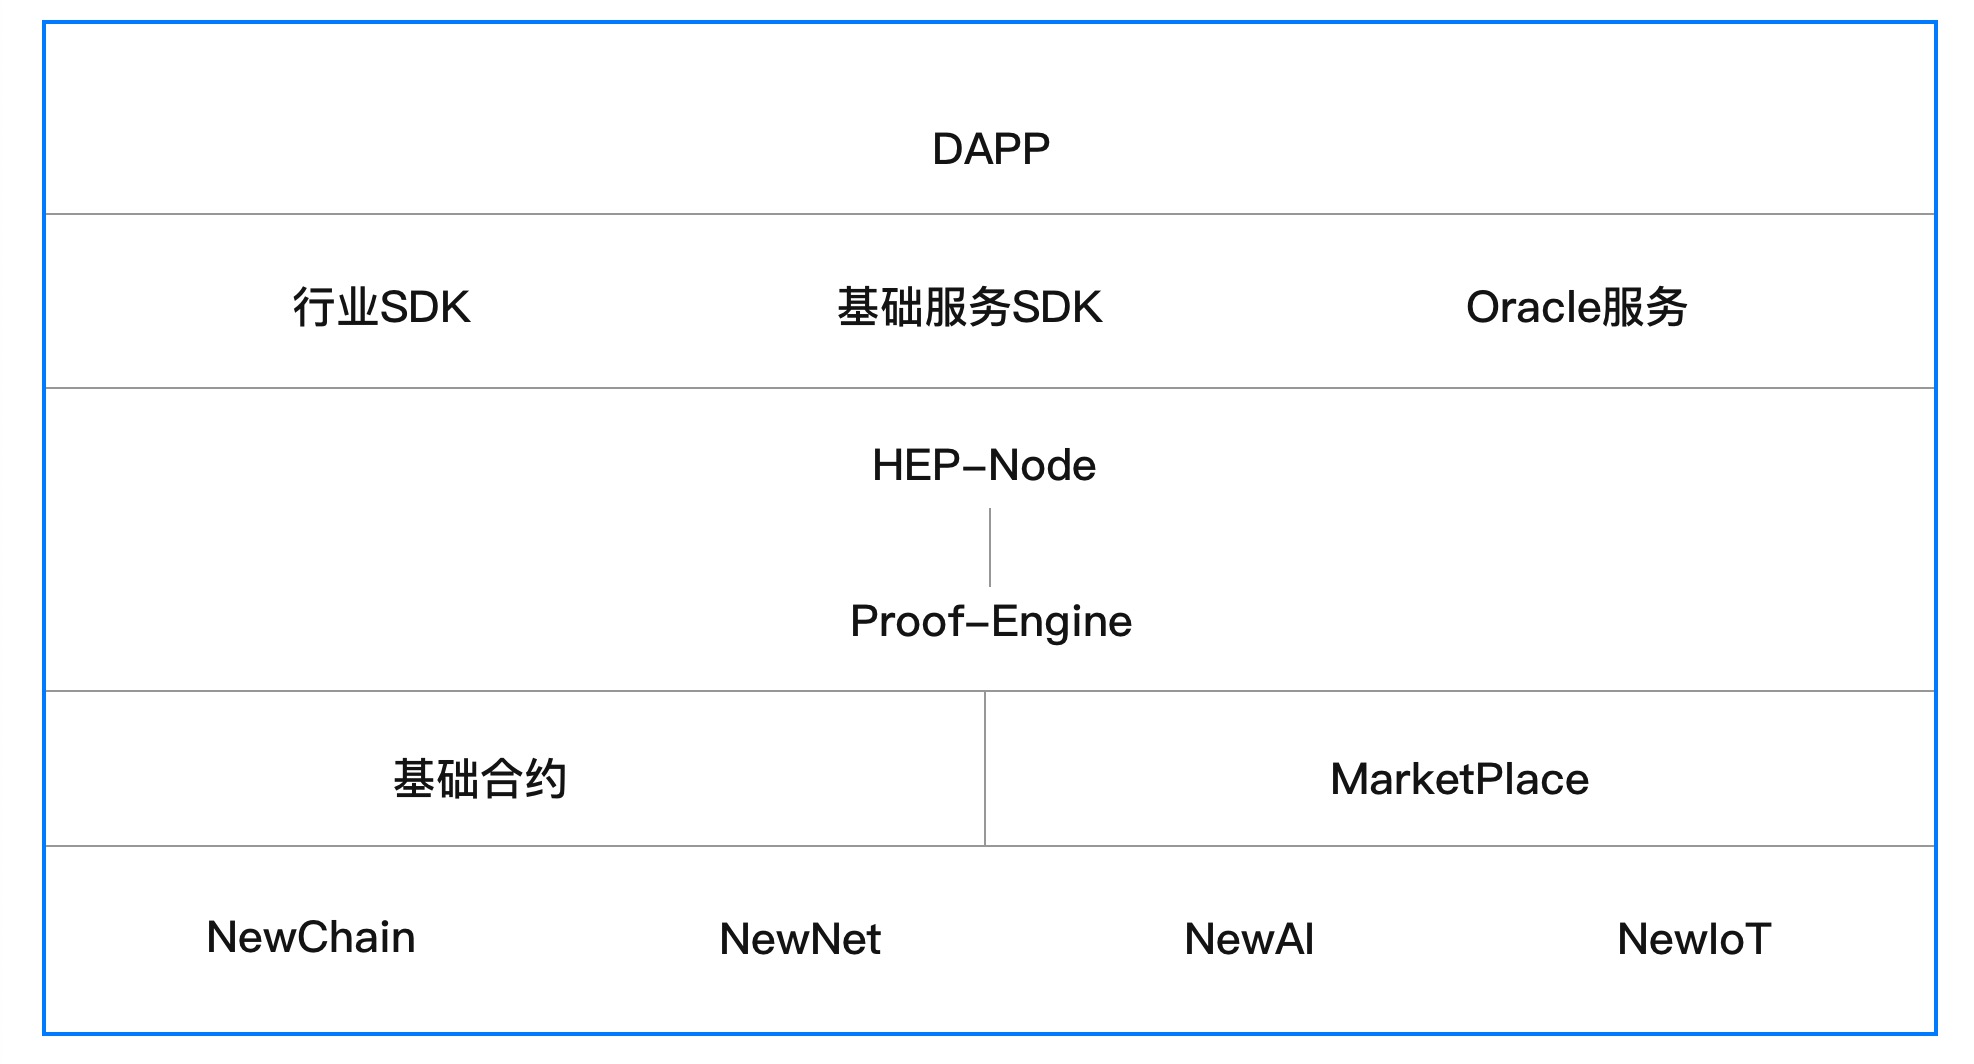 DAPP
行业SDK 基础服务SDK Oracle服务
HEP–Node
Proof–Engine
基础合约 MarketPlace
NewChain NewNet NewAI NewIoT